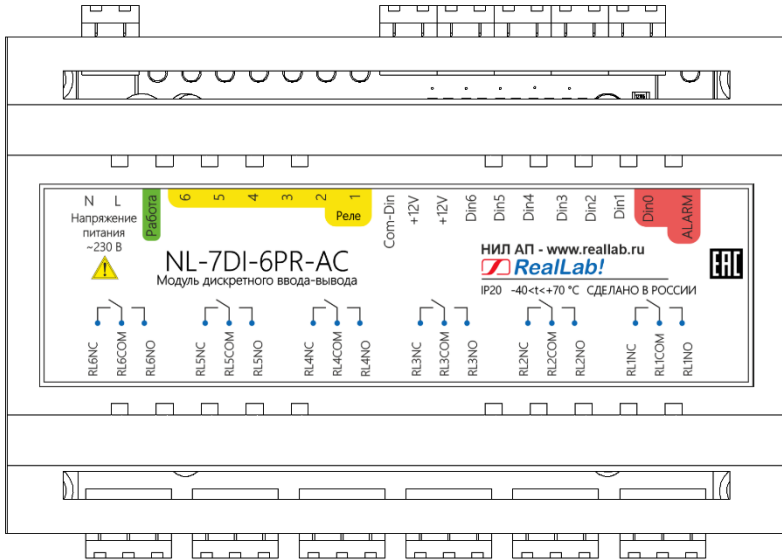 N L Работа 6 5 4 3 2 1 Com-Din +12V +12V Din6 Din5 Din4 Din3 Din2 Din1 Din0 ALARM
Реле
Напряжение
питания
~230 В
NL-7DI-6PR-AC
Модуль дискретного ввода-вывода
НИЛ АП - www.reallab.ru
RealLab!
IP20 -40<t<+70 °C СДЕЛАНО В РОССИИ
EAC
RL6NC RL6COM RL6NO RL5NC RL5COM RL5NO RL4NC RL4COM RL4NO RL3NC RL3COM RL3NO RL2NC RL2COM RL2NO RL1NC RL1COM RL1NO